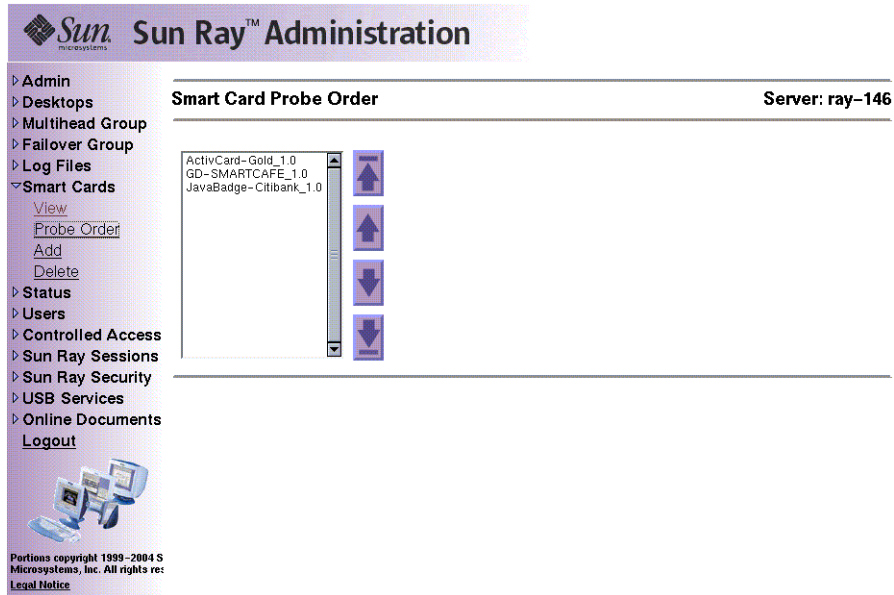 Sun microsystems Sun Ray™ Administration
Admin
Desktops
Multihead Group
Failover Group
Log Files
Smart Cards
View
Probe Order
Add
Delete
Status
Users
Controlled Access
Sun Ray Sessions
Sun Ray Security
USB Services
Online Documents
Logout
Portions copyright 1999-2004 S
Microsystems, Inc. All rights res
Legal Notice
Smart Card Probe Order
Server: ray-146
ActivCard-Gold_1.0
GD-SMARTCAFE_1.0
JavaBadge-Citibank_1.0